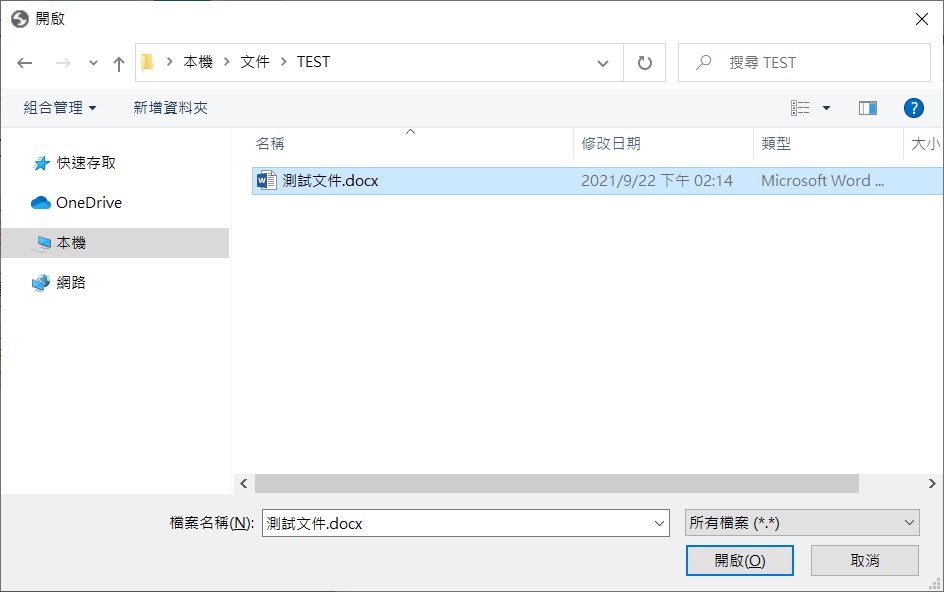 開啟
本機 文件 TEST
搜尋 TEST
組合管理 新增資料夾
?
名稱 修改日期 類型 大小
快速存取
測試文件.docx 2021/9/22 下午 02:14 Microsoft Word ...
OneDrive
本機
網路
檔案名稱(N): 測試文件.docx 所有檔案 (*.*)
開啟(O) 取消